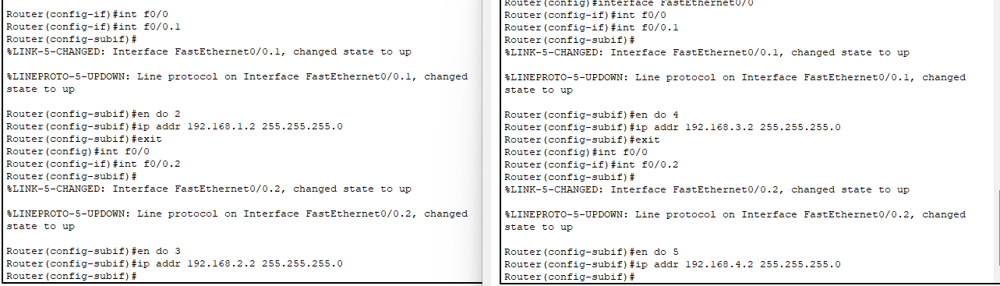 Router(config-if)#int f0/0
Router(config-if)#int f0/0.1
Router(config-subif)#
%LINK-5-CHANGED: Interface FastEthernet0/0.1, changed state to up
%LINEPROTO-5-UPDOWN: Line protocol on Interface FastEthernet0/0.1, changed
state to up
Router(config-subif)#en do 2
Router(config-subif)#ip addr 192.168.1.2 255.255.255.0
Router(config-subif)#exit
Router(config)#int f0/0
Router(config-if)#int f0/0.2
Router(config-subif)#
%LINK-5-CHANGED: Interface FastEthernet0/0.2, changed state to up
%LINEPROTO-5-UPDOWN: Line protocol on Interface FastEthernet0/0.2, changed
state to up
Router(config-subif)#en do 3
Router(config-subif)#ip addr 192.168.2.2 255.255.255.0
Router(config-subif)#
Router(config)#interface FastEthernet0/0
Router(config-if)#int f0/0
Router(config-if)#int f0/0.1
Router(config-subif)#
%LINK-5-CHANGED: Interface FastEthernet0/0.1, changed state to up
%LINEPROTO-5-UPDOWN: Line protocol on Interface FastEthernet0/0.1, changed
state to up
Router(config-subif)#en do 4
Router(config-subif)#ip addr 192.168.3.2 255.255.255.0
Router(config-subif)#exit
Router(config)#int f0/0
Router(config-if)#int f0/0.2
Router(config-subif)#
%LINK-5-CHANGED: Interface FastEthernet0/0.2, changed state to up
%LINEPROTO-5-UPDOWN: Line protocol on Interface FastEthernet0/0.2, changed
state to up
Router(config-subif)#en do 5
Router(config-subif)#ip addr 192.168.4.2 255.255.255.0
Router(config-subif)#